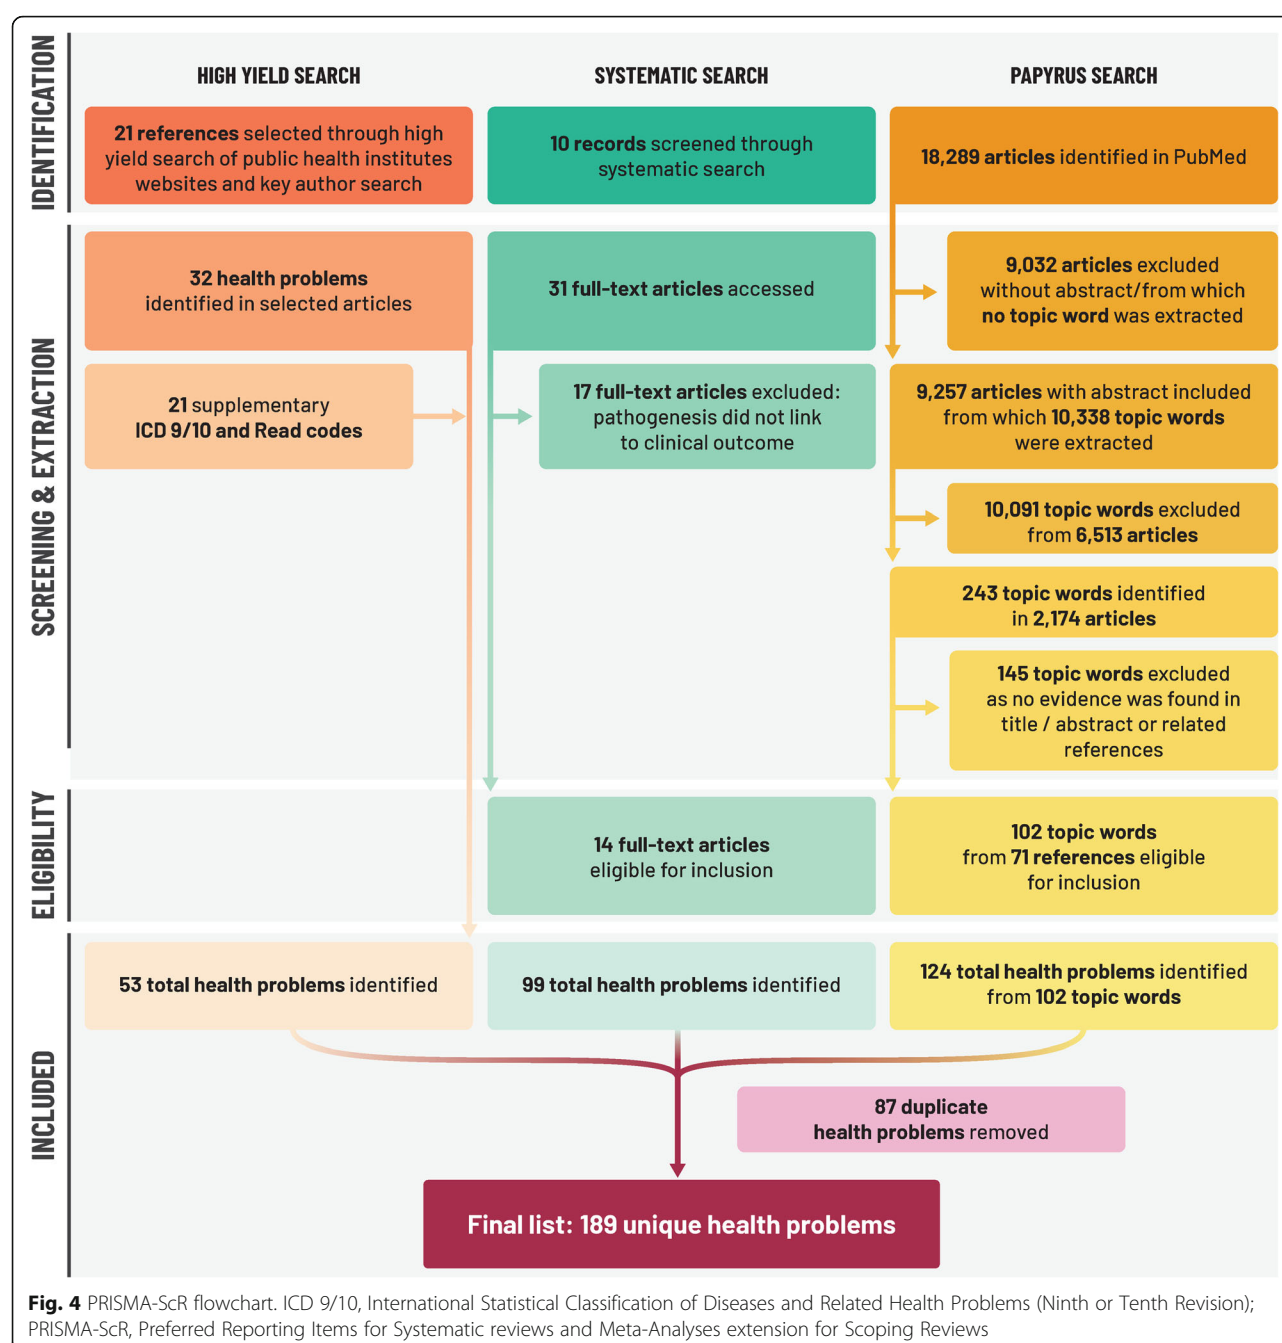 IDENTIFICATION
HIGH YIELD SEARCH
21 references selected through high
yield search of public health institutes
websites and key author search
SYSTEMATIC SEARCH
10 records screened through
systematic search
PAPYRUS SEARCH
18,289 articles identified in PubMed
SCREENING & EXTRACTION
32 health problems
identified in selected articles
21 supplementary
ICD 9/10 and Read codes
31 full-text articles accessed
17 full-text articles excluded:
pathogenesis did not link
to clinical outcome
9,032 articles excluded
without abstract/from which
no topic word was extracted
9,257 articles with abstract included
from which 10,338 topic words
were extracted
10,091 topic words excluded
from 6,513 articles
243 topic words identified
in 2,174 articles
145 topic words excluded
as no evidence was found in
title / abstract or related
references
ELIGIBILITY
14 full-text articles
eligible for inclusion
102 topic words
from 71 references eligible
for inclusion
INCLUDED
53 total health problems identified
99 total health problems identified
124 total health problems identified
from 102 topic words
87 duplicate
health problems removed
Final list: 189 unique health problems
Fig. 4 PRISMA-ScR flowchart. ICD 9/10, International Statistical Classification of Diseases and Related Health Problems (Ninth or Tenth Revision);
PRISMA-ScR, Preferred Reporting Items for Systematic reviews and Meta-Analyses extension for Scoping Reviews